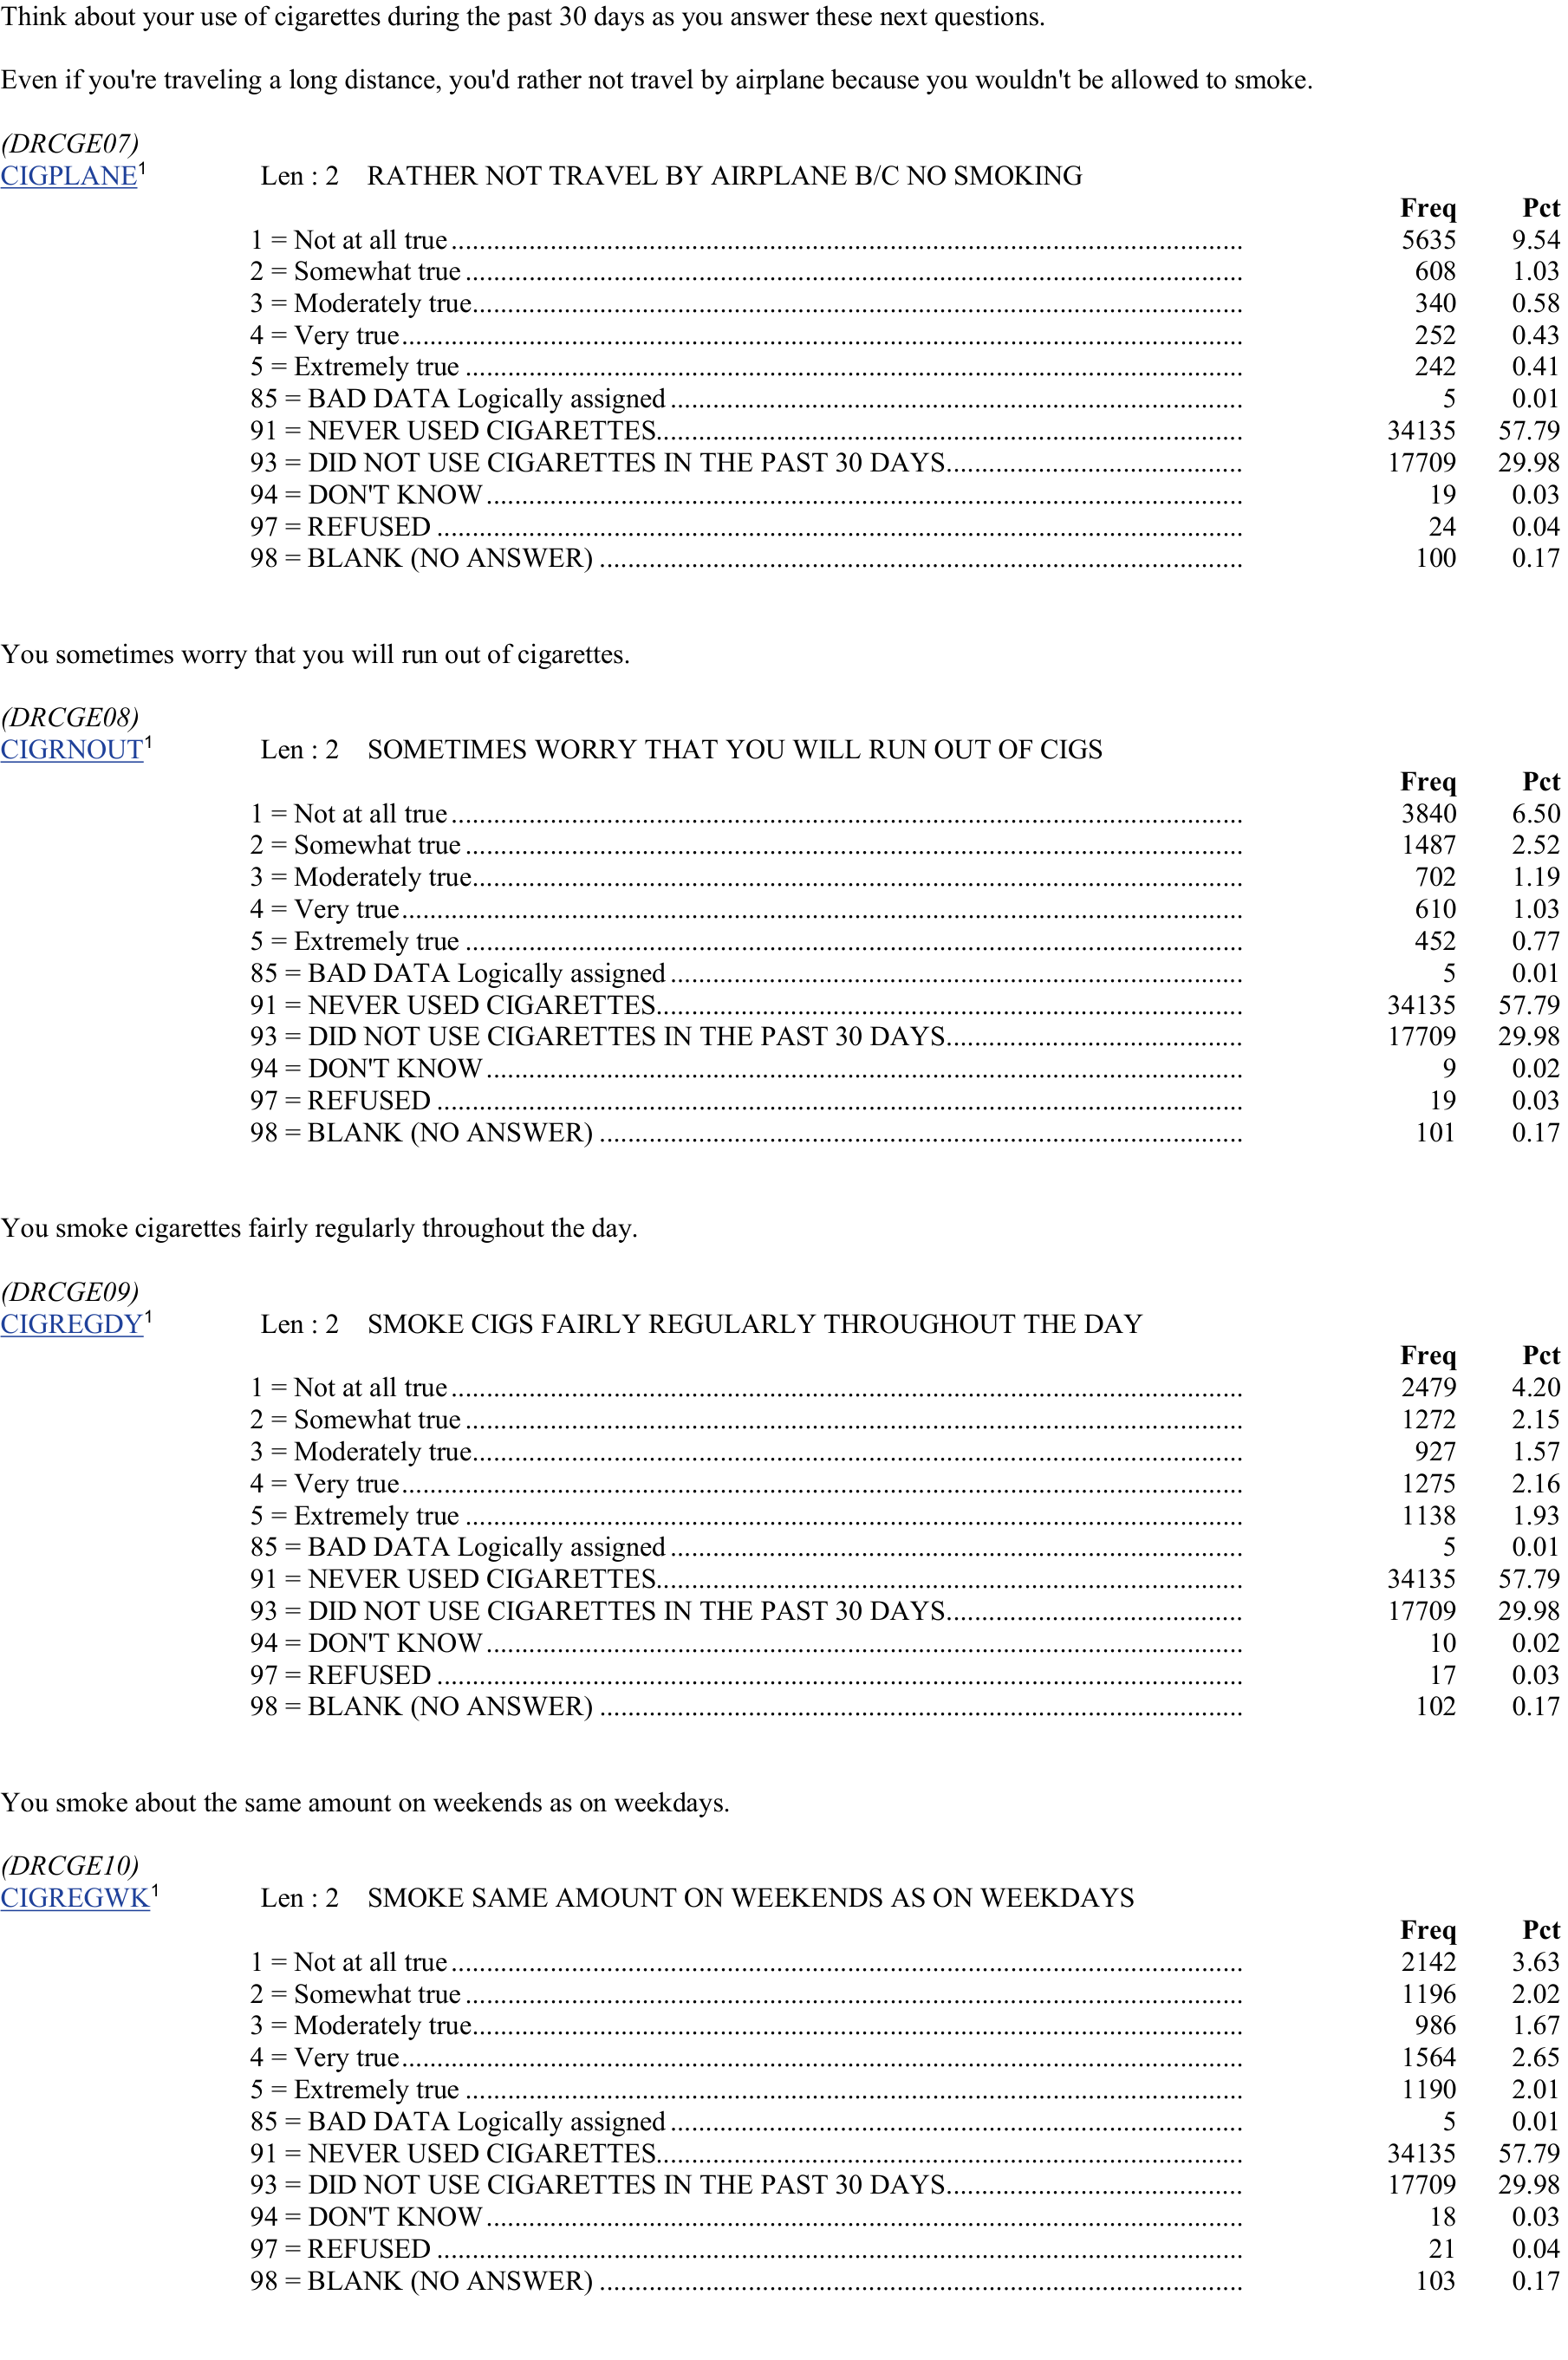 Think about your use of cigarettes during the past 30 days as you answer these next questions.
Even if you're traveling a long distance, you'd rather not travel by airplane because you wouldn't be allowed to smoke.
(DRCGE07)
CIGPLANE1 Len : 2 RATHER NOT TRAVEL BY AIRPLANE B/C NO SMOKING
Freq Pct
1 = Not at all true 5635 9.54
2 = Somewhat true 608 1.03
3 = Moderately true 340 0.58
4 = Very true 252 0.43
5 = Extremely true 242 0.41
85 = BAD DATA Logically assigned 5 0.01
91 = NEVER USED CIGARETTES 34135 57.79
93 = DID NOT USE CIGARETTES IN THE PAST 30 DAYS 17709 29.98
94 = DON'T KNOW 19 0.03
97 = REFUSED 24 0.04
98 = BLANK (NO ANSWER) 100 0.17
You sometimes worry that you will run out of cigarettes.
(DRCGE08)
CIGRNOUT1 Len : 2 SOMETIMES WORRY THAT YOU WILL RUN OUT OF CIGS
Freq Pct
1 = Not at all true 3840 6.50
2 = Somewhat true 1487 2.52
3 = Moderately true 702 1.19
4 = Very true 610 1.03
5 = Extremely true 452 0.77
85 = BAD DATA Logically assigned 5 0.01
91 = NEVER USED CIGARETTES 34135 57.79
93 = DID NOT USE CIGARETTES IN THE PAST 30 DAYS 17709 29.98
94 = DON'T KNOW 9 0.02
97 = REFUSED 19 0.03
98 = BLANK (NO ANSWER) 101 0.17
You smoke cigarettes fairly regularly throughout the day.
(DRCGE09)
CIGREGDY1 Len : 2 SMOKE CIGS FAIRLY REGULARLY THROUGHOUT THE DAY
Freq Pct
1 = Not at all true 2479 4.20
2 = Somewhat true 1272 2.15
3 = Moderately true 927 1.57
4 = Very true 1275 2.16
5 = Extremely true 1138 1.93
85 = BAD DATA Logically assigned 5 0.01
91 = NEVER USED CIGARETTES 34135 57.79
93 = DID NOT USE CIGARETTES IN THE PAST 30 DAYS 17709 29.98
94 = DON'T KNOW 10 0.02
97 = REFUSED 17 0.03
98 = BLANK (NO ANSWER) 102 0.17
You smoke about the same amount on weekends as on weekdays.
(DRCGE10)
CIGREGWK1 Len : 2 SMOKE SAME AMOUNT ON WEEKENDS AS ON WEEKDAYS
Freq Pct
1 = Not at all true 2142 3.63
2 = Somewhat true 1196 2.02
3 = Moderately true 986 1.67
4 = Very true 1564 2.65
5 = Extremely true 1190 2.01
85 = BAD DATA Logically assigned 5 0.01
91 = NEVER USED CIGARETTES 34135 57.79
93 = DID NOT USE CIGARETTES IN THE PAST 30 DAYS 17709 29.98
94 = DON'T KNOW 18 0.03
97 = REFUSED 21 0.04
98 = BLANK (NO ANSWER) 103 0.17